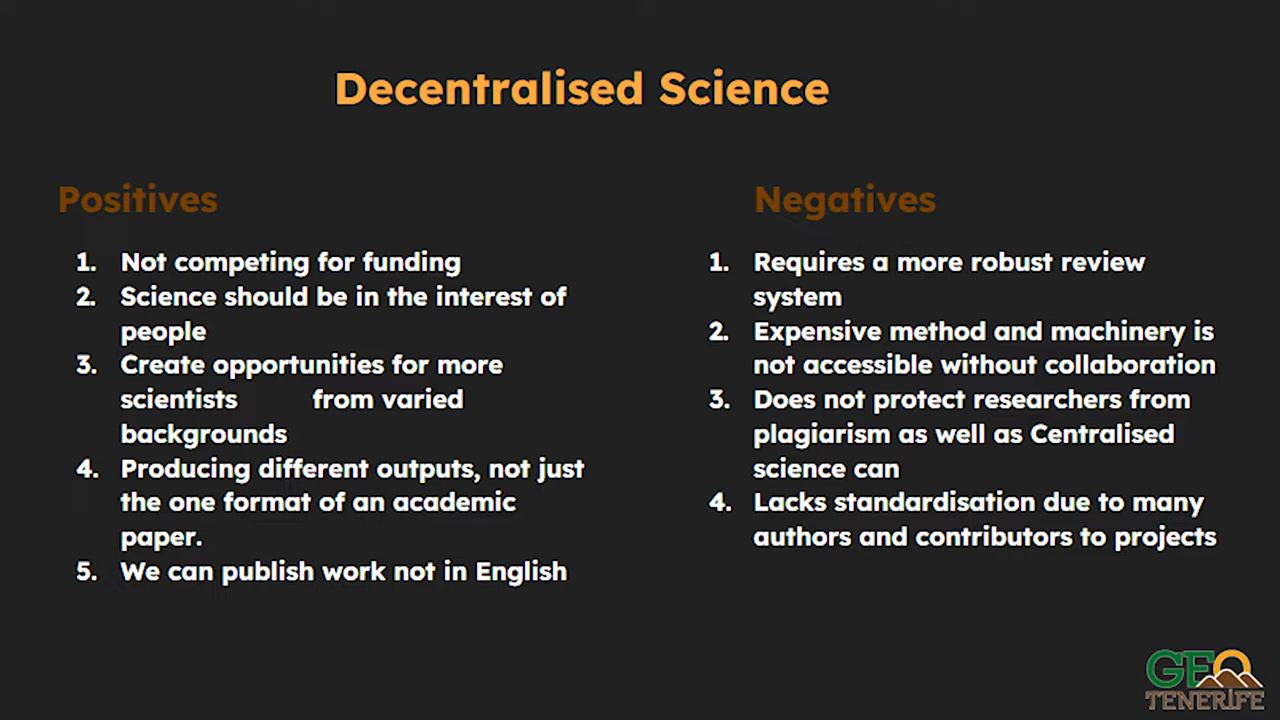 Decentralised Science
Positives
1. Not competing for funding
2. Science should be in the interest of
people
3. Create opportunities for more
scientists from varied
backgrounds
4. Producing different outputs, not just
the one format of an academic
paper.
5. We can publish work not in English
Negatives
1. Requires a more robust review
system
2. Expensive method and machinery is
not accessible without collaboration
3. Does not protect researchers from
plagiarism as well as Centralised
science can
4. Lacks standardisation due to many
authors and contributors to projects
GEO
TENERIFE